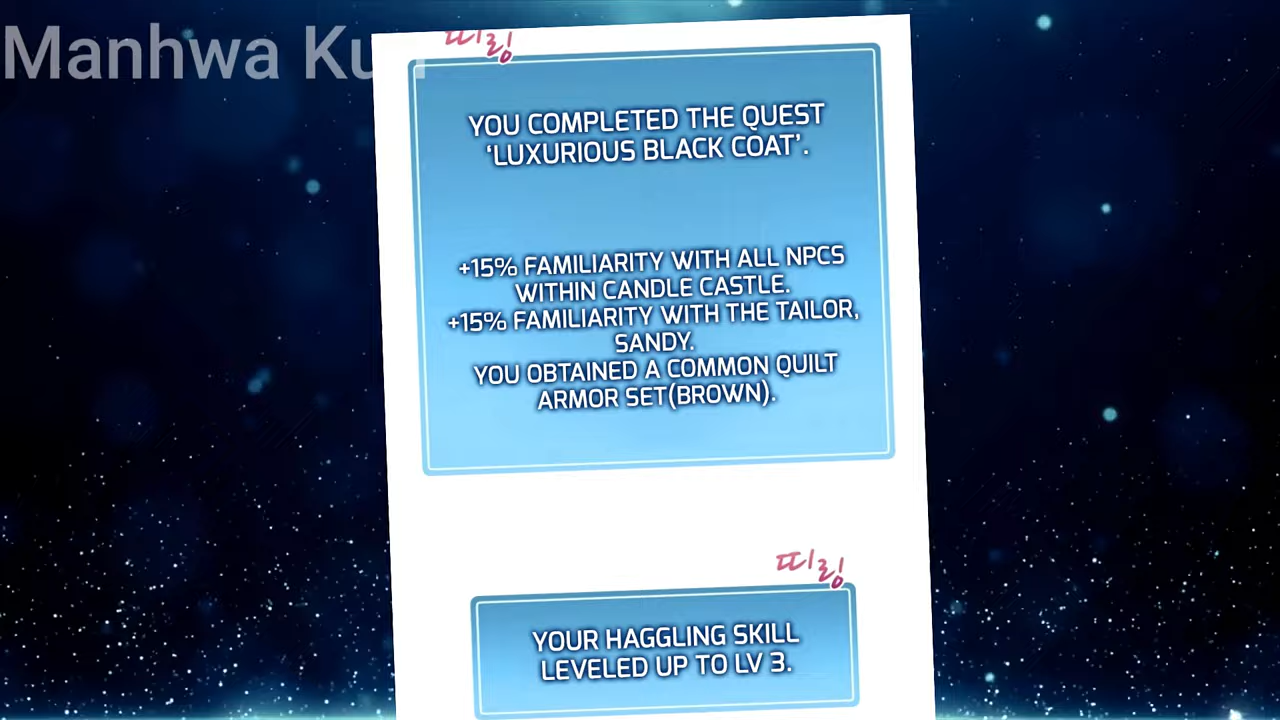 Manhwa Ku
띠링
YOU COMPLETED THE QUEST
‘LUXURIOUS BLACK COAT’.
+15% FAMILIARITY WITH ALL NPCS
WITHIN CANDLE CASTLE.
+15% FAMILIARITY WITH THE TAILOR,
SANDY.
YOU OBTAINED A COMMON QUILT
ARMOR SET(BROWN).
띠링
YOUR HAGGLING SKILL
LEVELED UP TO LV 3.